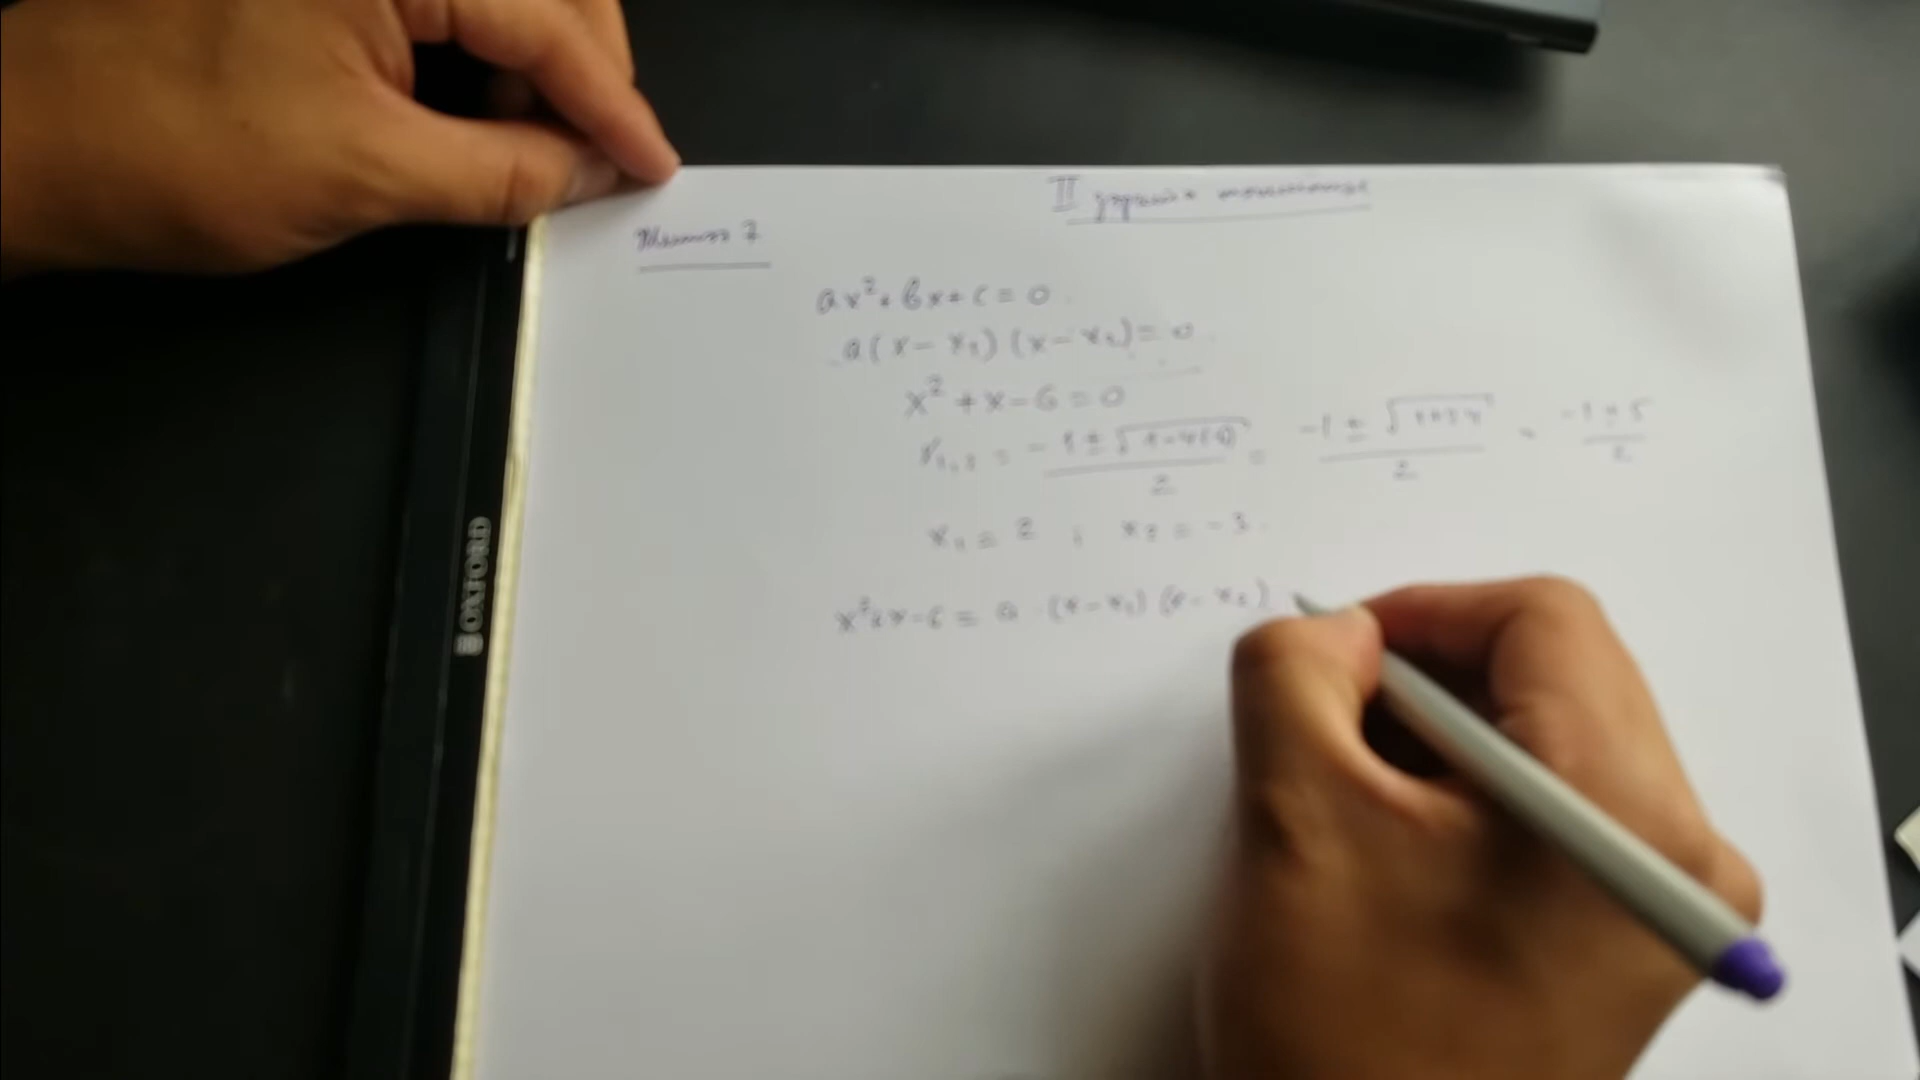 II
ax²+bx+c=0
a(x-x₁)(x-x₂)=0
x²+x-6=0
x₁,₂ = -1±√1-4(-6)/2 = -1±√1+24/2 = -1±5/2
x₁=2 ; x₂=-3
x²+x-6=a·(x-x₁)(x-x₂)
OXFORD